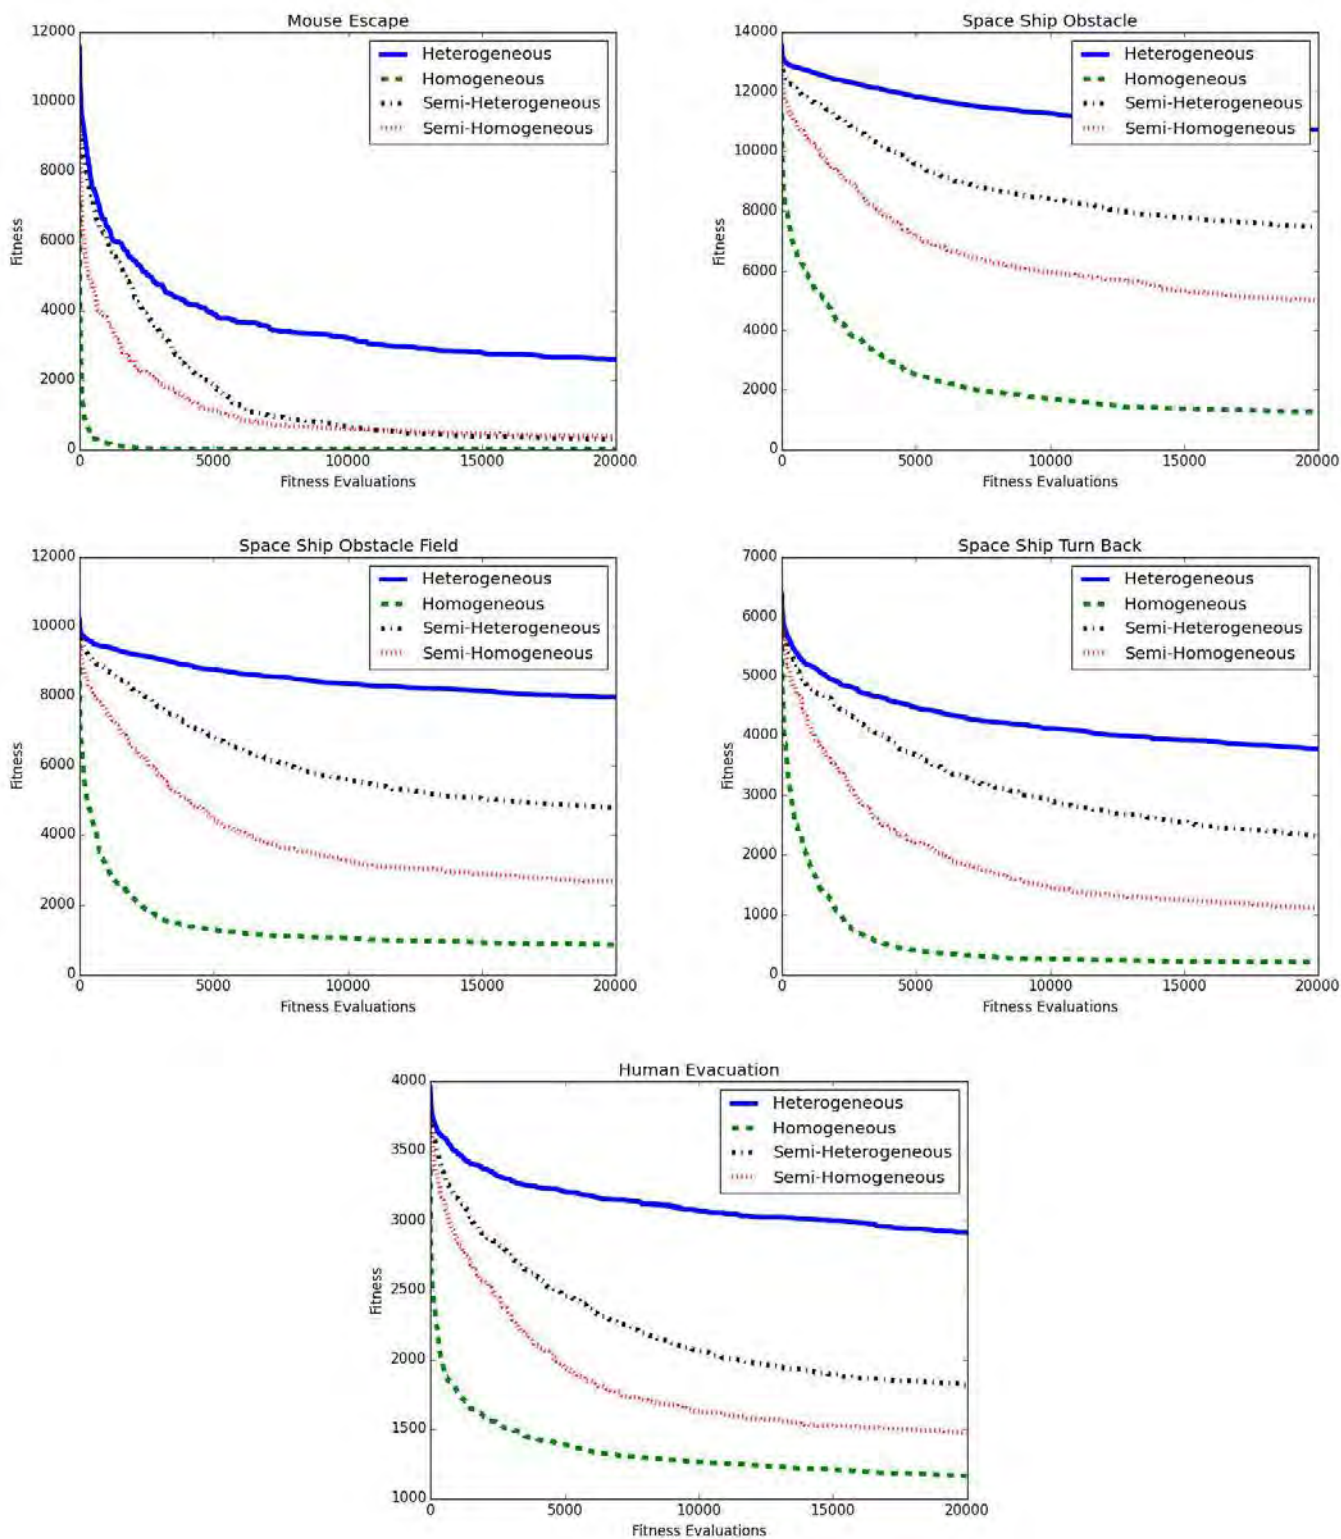 Mouse Escape
12000
10000
8000
6000
4000
2000
0
Fitness
Heterogeneous
Homogeneous
Semi-Heterogeneous
Semi-Homogeneous
0 5000 10000 15000 20000
Fitness Evaluations
Space Ship Obstacle
14000
12000
10000
8000
6000
4000
2000
0
Fitness
Heterogeneous
Homogeneous
Semi-Heterogeneous
Semi-Homogeneous
0 5000 10000 15000 20000
Fitness Evaluations
Space Ship Obstacle Field
12000
10000
8000
6000
4000
2000
0
Fitness
Heterogeneous
Homogeneous
Semi-Heterogeneous
Semi-Homogeneous
0 5000 10000 15000 20000
Fitness Evaluations
Space Ship Turn Back
7000
6000
5000
4000
3000
2000
1000
0
Fitness
Heterogeneous
Homogeneous
Semi-Heterogeneous
Semi-Homogeneous
0 5000 10000 15000 20000
Fitness Evaluations
Human Evacuation
4000
3500
3000
2500
2000
1500
1000
Fitness
Heterogeneous
Homogeneous
Semi-Heterogeneous
Semi-Homogeneous
0 5000 10000 15000 20000
Fitness Evaluations